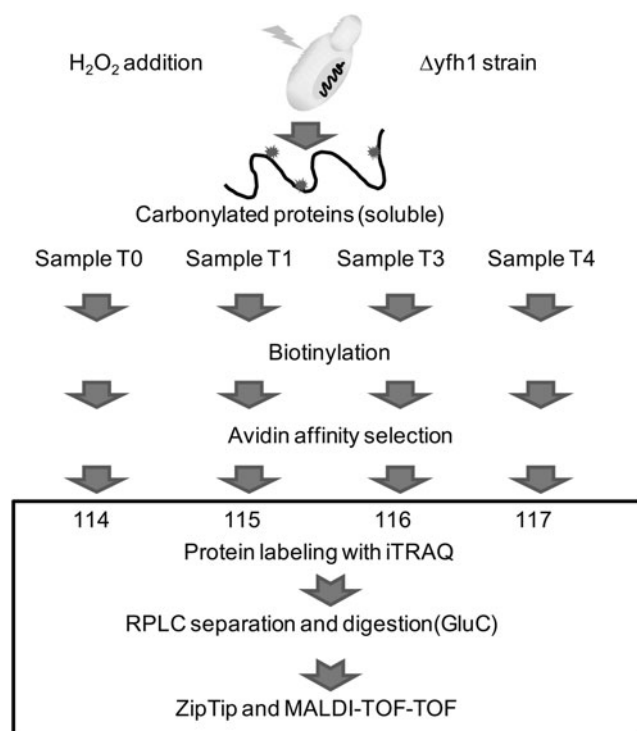 H₂O₂ addition
Δyfh1 strain
Carbonylated proteins (soluble)
Sample T0 Sample T1 Sample T3 Sample T4
Biotinylation
Avidin affinity selection
114 115 116 117
Protein labeling with iTRAQ
RPLC separation and digestion(GluC)
ZipTip and MALDI-TOF-TOF